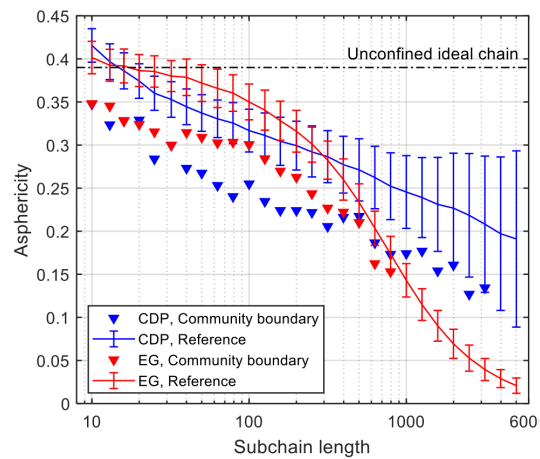 0.45
0.4
0.35
0.3
0.25
0.2
0.15
0.1
0.05
0
Asphericity
Unconfined ideal chain
CDP, Community boundary
CDP, Reference
EG, Community boundary
EG, Reference
10 100 1000 600
Subchain length